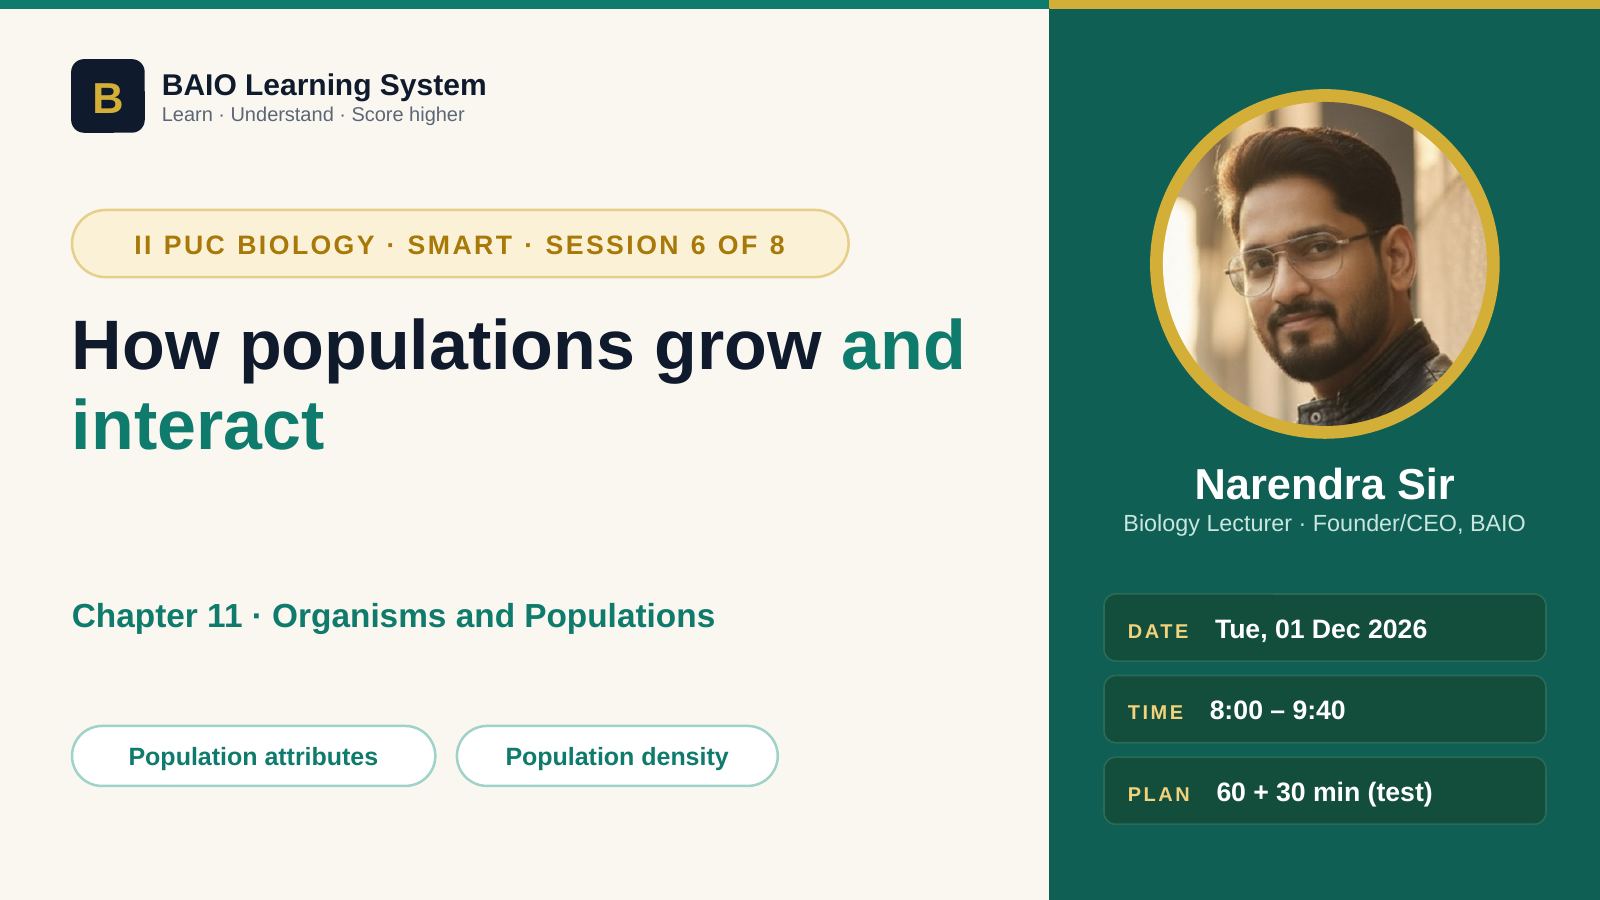 B
BAIO Learning System
Learn · Understand · Score higher
II PUC BIOLOGY · SMART · SESSION 6 OF 8
How populations grow and
interact
Chapter 11 · Organisms and Populations
Population attributes
Population density
Narendra Sir
Biology Lecturer · Founder/CEO, BAIO
DATE Tue, 01 Dec 2026
TIME 8:00 – 9:40
PLAN 60 + 30 min (test)